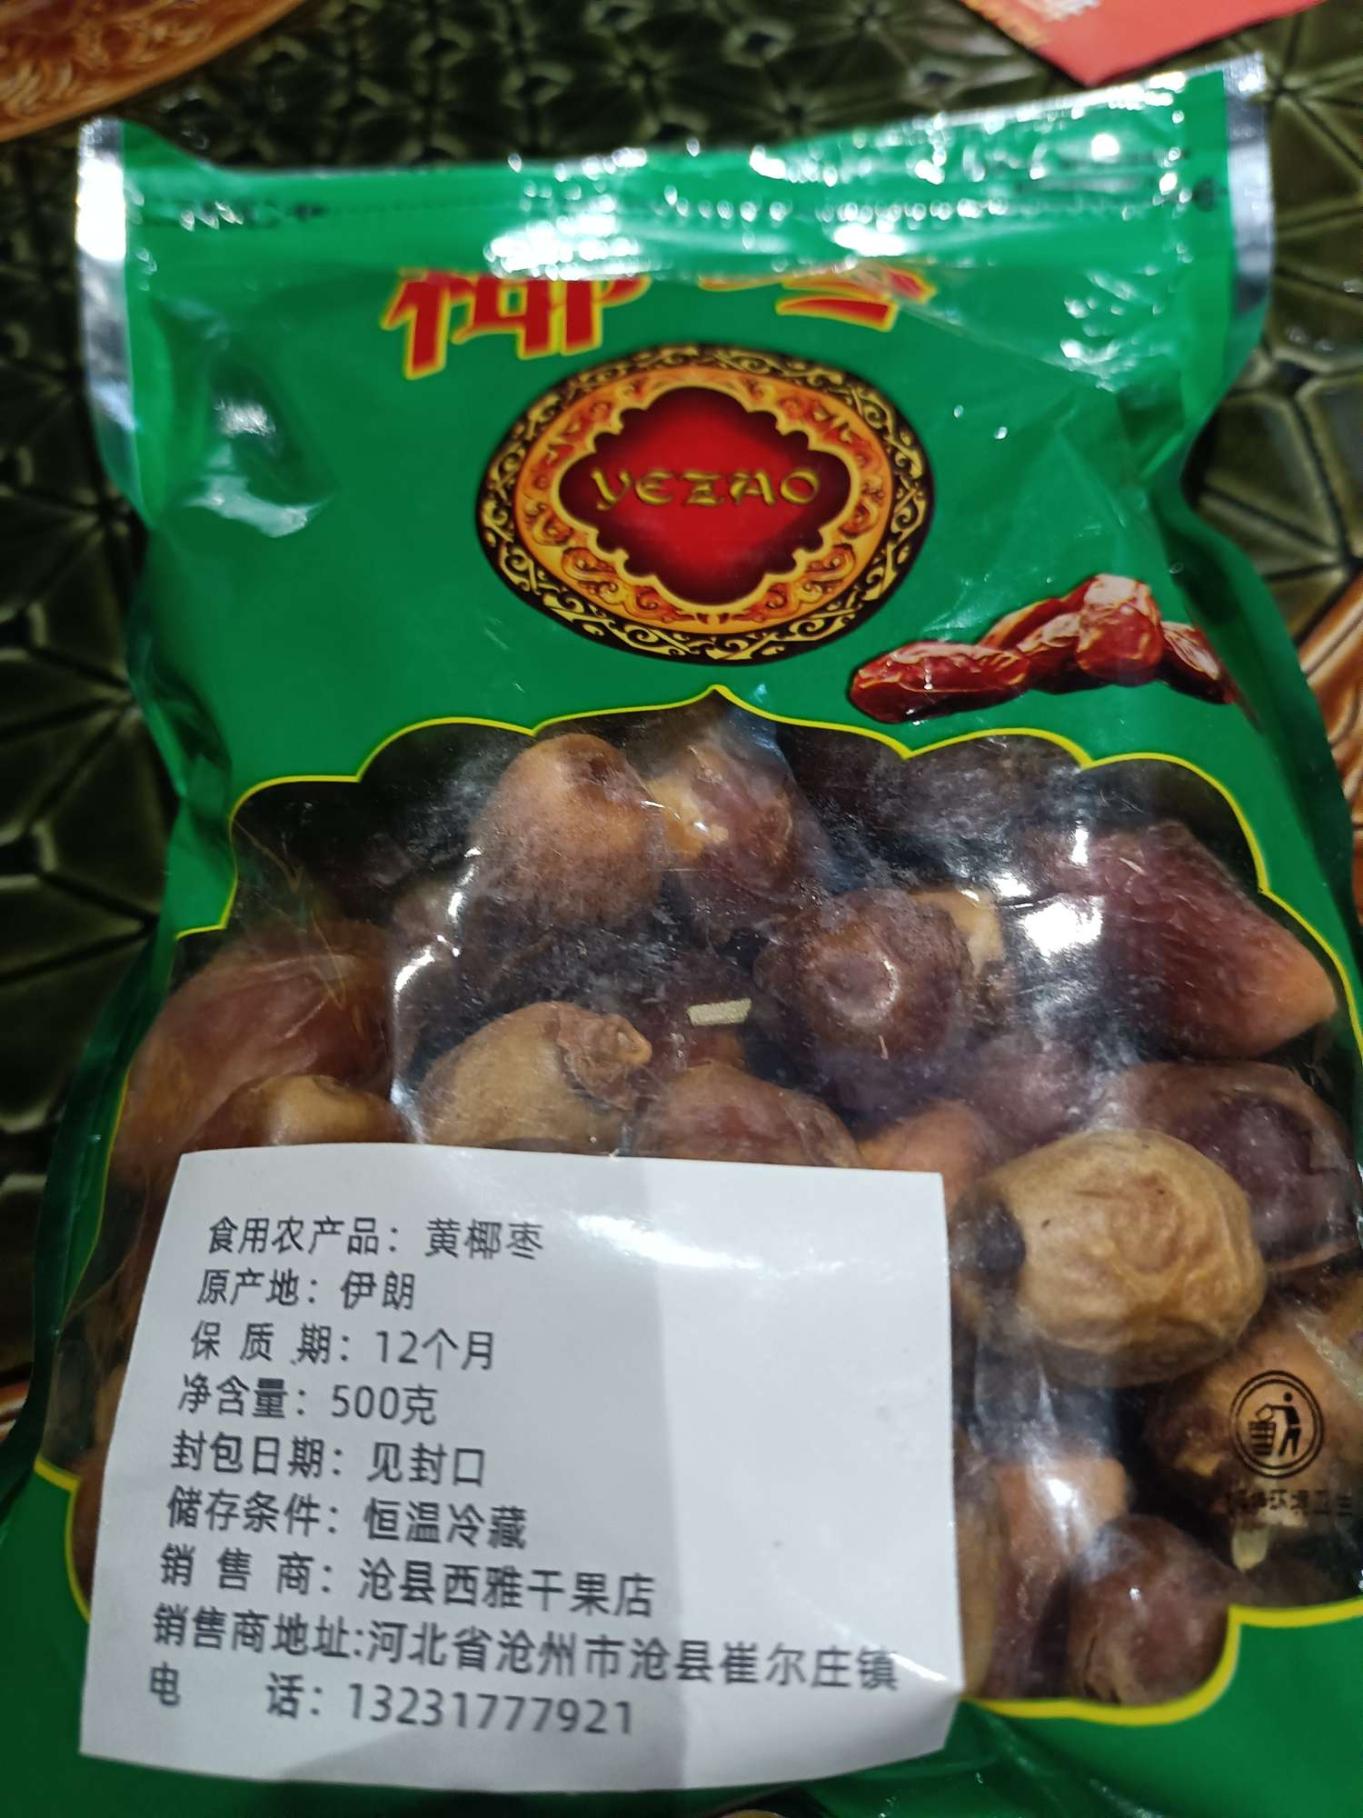 椰枣
YEZAO
食用农产品：黄椰枣
原产地：伊朗
保 质 期：12个月
净含量：500克
封包日期：见封口
储存条件：恒温冷藏
销 售 商：沧县西雅干果店
销售商地址:河北省沧州市沧县崔尔庄镇
电 话：13231777921